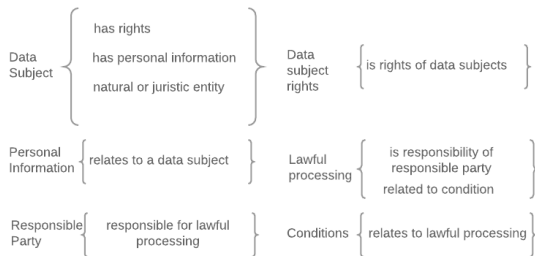 Data
Subject
has rights
has personal information
natural or juristic entity
Data
subject
rights
is rights of data subjects
Personal
Information
relates to a data subject
Lawful
processing
is responsibility of
responsible party
related to condition
Responsible
Party
responsible for lawful
processing
Conditions
relates to lawful processing